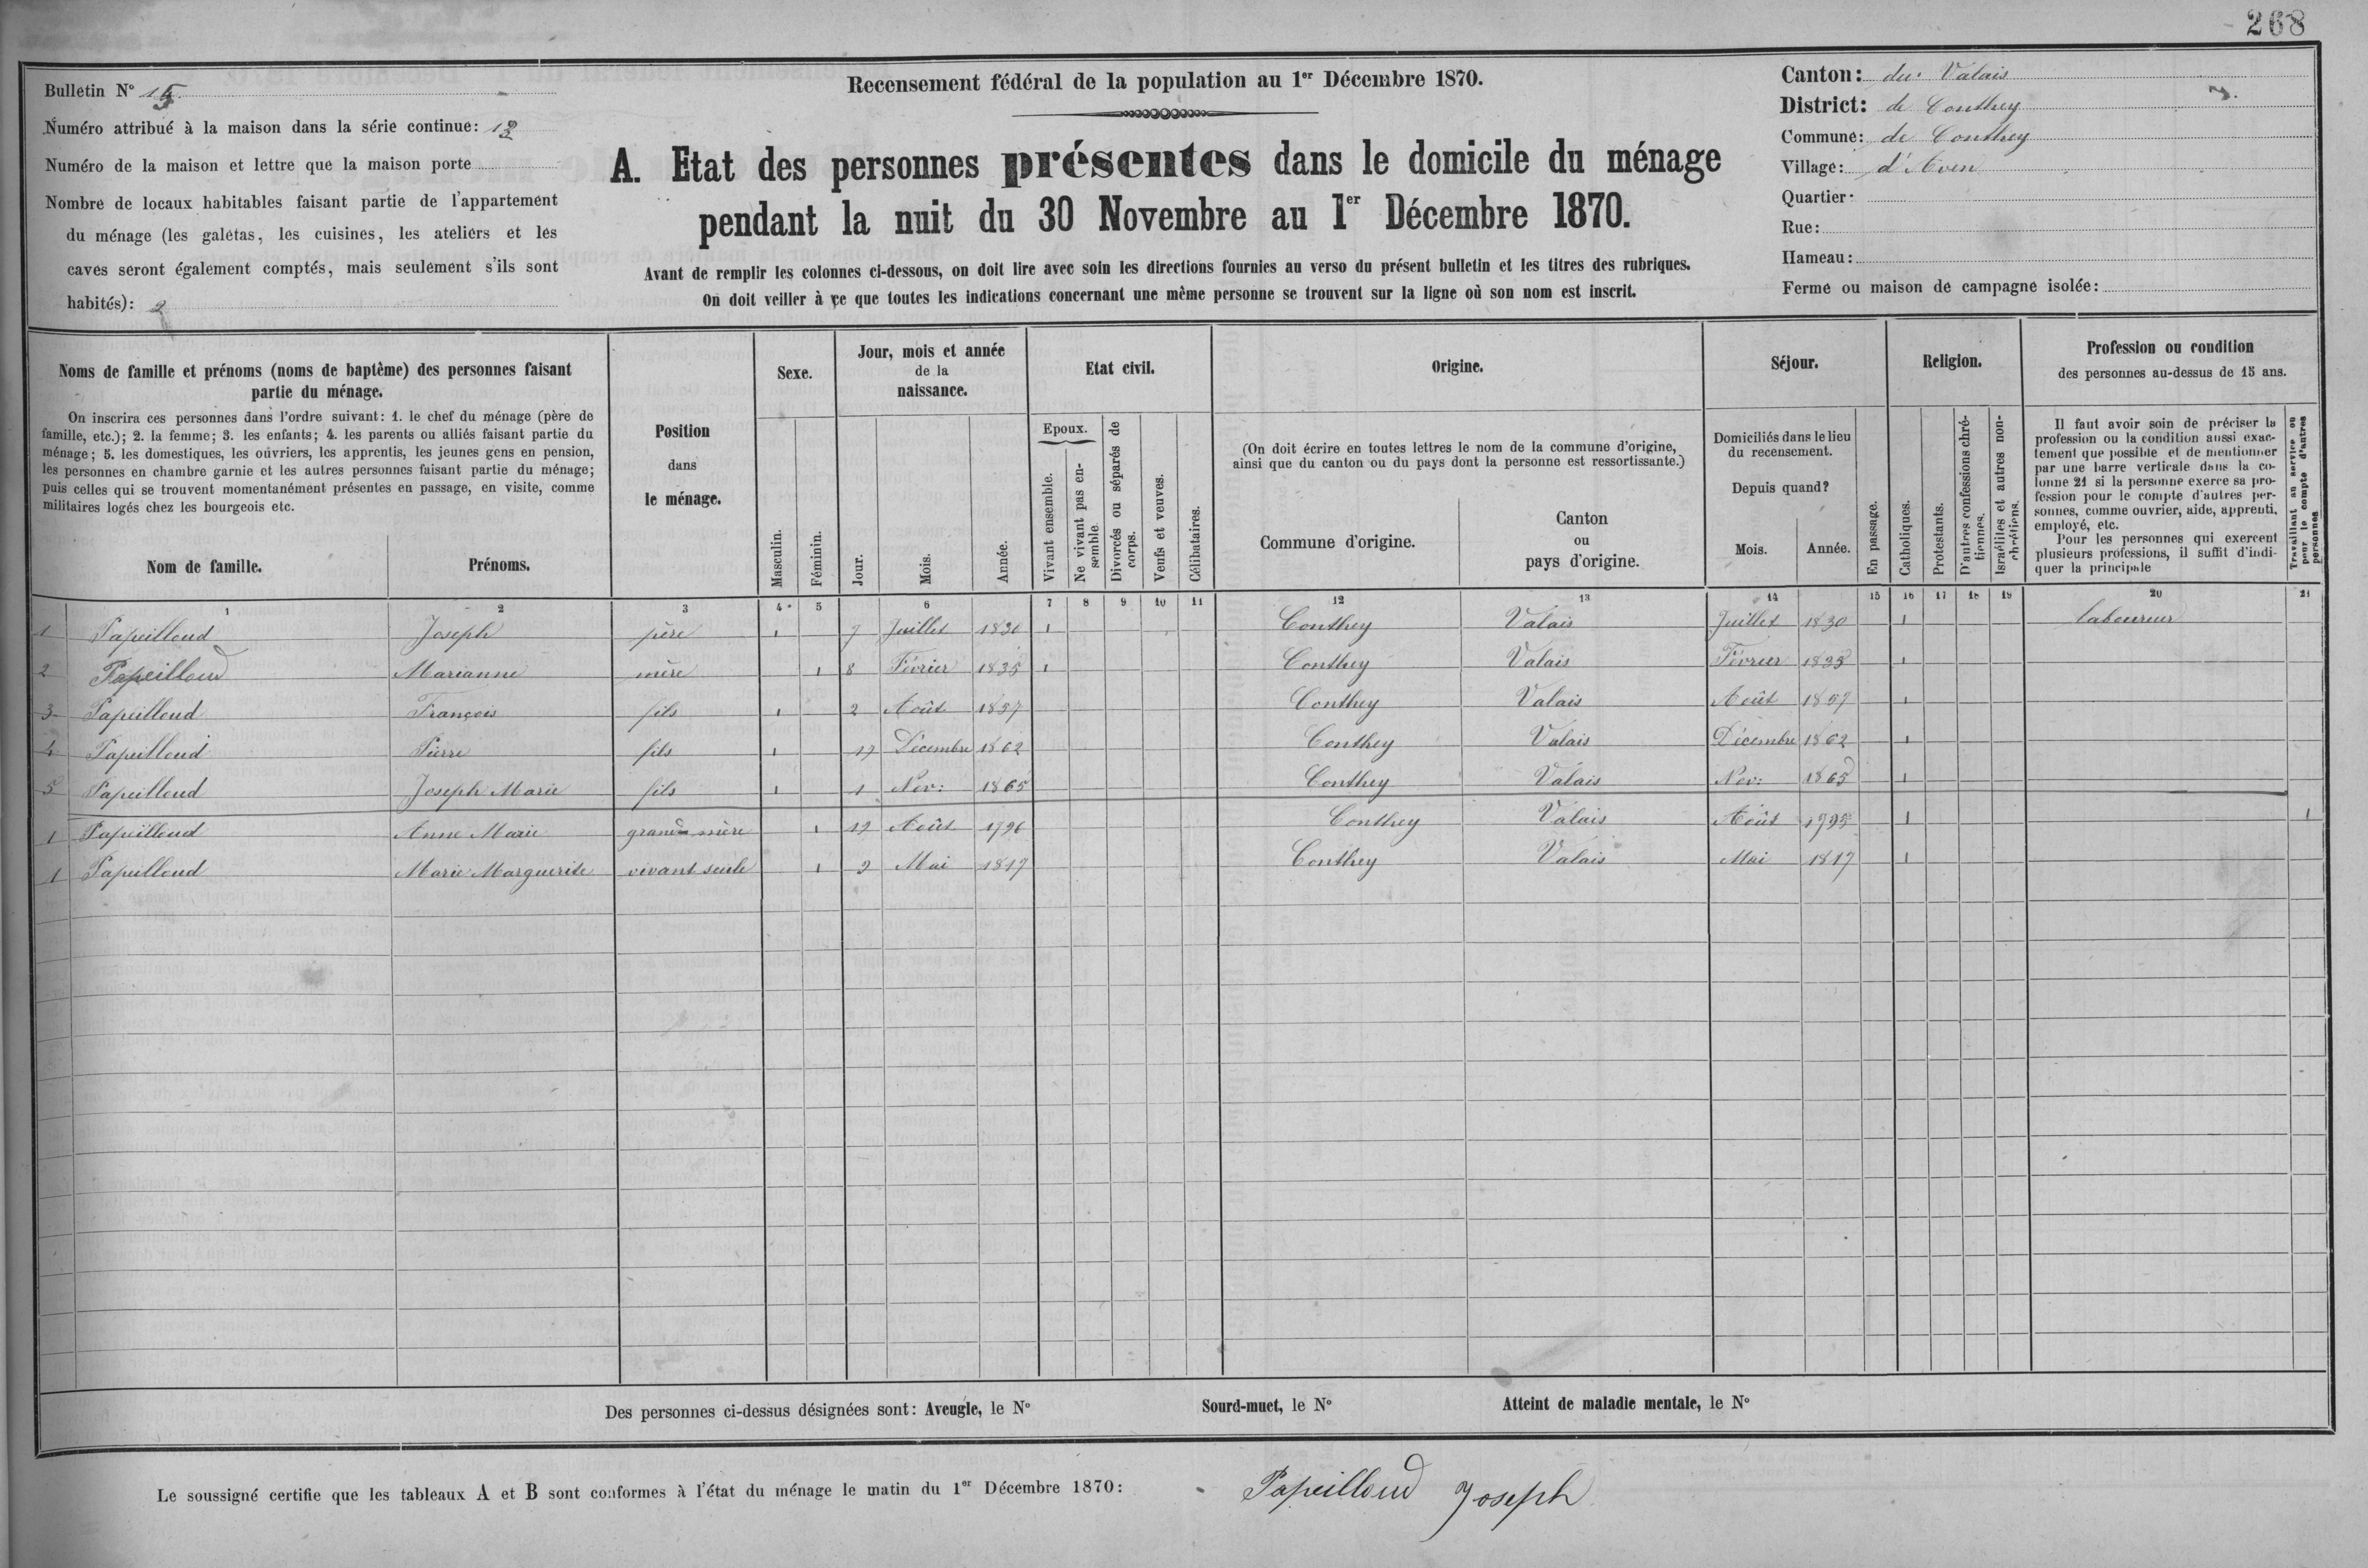 268
Bulletin N° 15
Numéro attribué à la maison dans la série continue: 13
Numéro de la maison et lettre que la maison porte
Nombre de locaux habitables faisant partie de l'appartement
du ménage (les galetas, les cuisines, les ateliers et les
caves seront également comptés, mais seulement s'ils sont
habités): 2
Recensement fédéral de la population au 1er Décembre 1870.
A. Etat des personnes présentes dans le domicile du ménage
pendant la nuit du 30 Novembre au 1er Décembre 1870.
Avant de remplir les colonnes ci-dessous, on doit lire avec soin les directions fournies au verso du présent bulletin et les titres des rubriques.
On doit veiller à ce que toutes les indications concernant une même personne se trouvent sur la ligne où son nom est inscrit.
Canton: du Valais
District: de Conthey
Commune: de Conthey
Village: d'Aven
Quartier:
Rue:
Hameau:
Ferme ou maison de campagne isolée:
Noms de famille et prénoms (noms de baptême) des personnes faisant
partie du ménage.
On inscrira ces personnes dans l'ordre suivant: 1. le chef du ménage (père de
famille, etc.); 2. la femme; 3. les enfants; 4. les parents ou alliés faisant partie du
ménage; 5. les domestiques, les ouvriers, les apprentis, les jeunes gens en pension,
les personnes en chambre garnie et les autres personnes faisant partie du ménage;
puis celles qui se trouvent momentanément présentes en passage, en visite, comme
militaires logés chez les bourgeois etc.
Nom de famille.
Prénoms.
Position
dans
le ménage.
Sexe.
Masculin.
Féminin.
Jour, mois et année
de la
naissance.
Jour.
Mois.
Année.
Etat civil.
Epoux.
Vivant ensemble.
Ne vivant pas ensemble.
Divorcés ou séparés de corps.
Veufs et veuves.
Célibataires.
Origine.
(On doit écrire en toutes lettres le nom de la commune d'origine,
ainsi que du canton ou du pays dont la personne est ressortissante.)
Commune d'origine.
Canton
ou
pays d'origine.
Séjour.
Domiciliés dans le lieu
du recensement.
Depuis quand?
Mois.
Année.
En passage.
Religion.
Catholiques.
Protestants.
D'autres confessions chrétiennes.
Israélites et autres non-chrétiens.
Profession ou condition
des personnes au-dessus de 15 ans.
Il faut avoir soin de préciser la
profession ou la condition aussi exac-
tement que possible et de mentionner
par une barre verticale dans la co-
lonne 21 si la personne exerce sa pro-
fession pour le compte d'autres per-
sonnes, comme ouvrier, aide, apprenti,
employé, etc.
Pour les personnes qui exercent
plusieurs professions, il suffit d'indi-
quer la principale
Travaillant au service ou pour le compte d'autres personnes
1 2 3 4 5 6 7 8 9 10 11 12 13 14 15 16 17 18 19 20 21
1 Papilloud Joseph père 1 7 Juillet 1830 1 Conthey Valais Juillet 1830 1 laboureur
2 Papeilloud Marianne mère 1 8 Février 1835 1 Conthey Valais Février 1835 1
3 Papilloud François fils 1 2 Août 1857 Conthey Valais Août 1857 1
4 Papilloud Pierre fils 1 17 Décembre 1862 Conthey Valais Décembre 1862 1
5 Papeilloud Joseph Marie fils 1 1 Nov: 1865 Conthey Valais Nov: 1865 1
1 Papeilloud Anne Marie grand-mère 1 12 Août 1796 Conthey Valais Août 1795 1 1
1 Papilloud Marie Marguerite vivant seule 1 2 Mai 1817 Conthey Valais Mai 1817 1
Des personnes ci-dessus désignées sont: Aveugle, le N° Sourd-muet, le N° Atteint de maladie mentale, le N°
Le soussigné certifie que les tableaux A et B sont conformes à l'état du ménage le matin du 1er Décembre 1870: Papeilloud Joseph